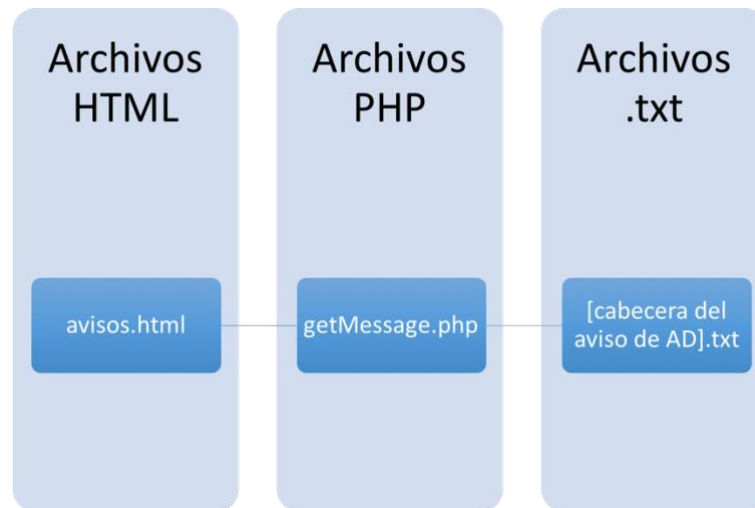 Archivos
HTML
Archivos
PHP
Archivos
.txt
avisos.html
getMessage.php
[cabecera del
aviso de AD].txt